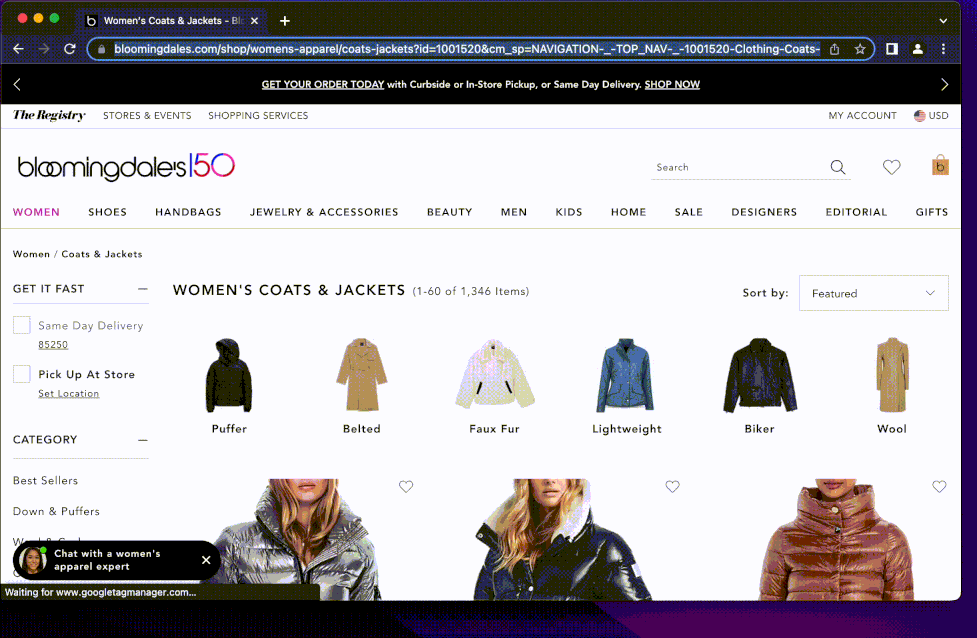 Women's Coats & Jackets - Bl
bloomingdales.com/shop/womens-apparel/coats-jackets?id=1001520&cm_sp=NAVIGATION-_-TOP_NAV-_-1001520-Clothing-Coats-
GET YOUR ORDER TODAY with Curbside or In-Store Pickup, or Same Day Delivery. SHOP NOW
The Registry STORES & EVENTS SHOPPING SERVICES MY ACCOUNT USD
bloomingdale's 150 Search
WOMEN SHOES HANDBAGS JEWELRY & ACCESSORIES BEAUTY MEN KIDS HOME SALE DESIGNERS EDITORIAL GIFTS
Women / Coats & Jackets
GET IT FAST
WOMEN'S COATS & JACKETS (1-60 of 1,346 Items)
Sort by: Featured
Same Day Delivery
85250
Pick Up At Store
Set Location
Puffer Belted Faux Fur Lightweight Biker Wool
CATEGORY
Best Sellers
Down & Puffers
Chat with a women's
apparel expert
Waiting for www.googletagmanager.com...